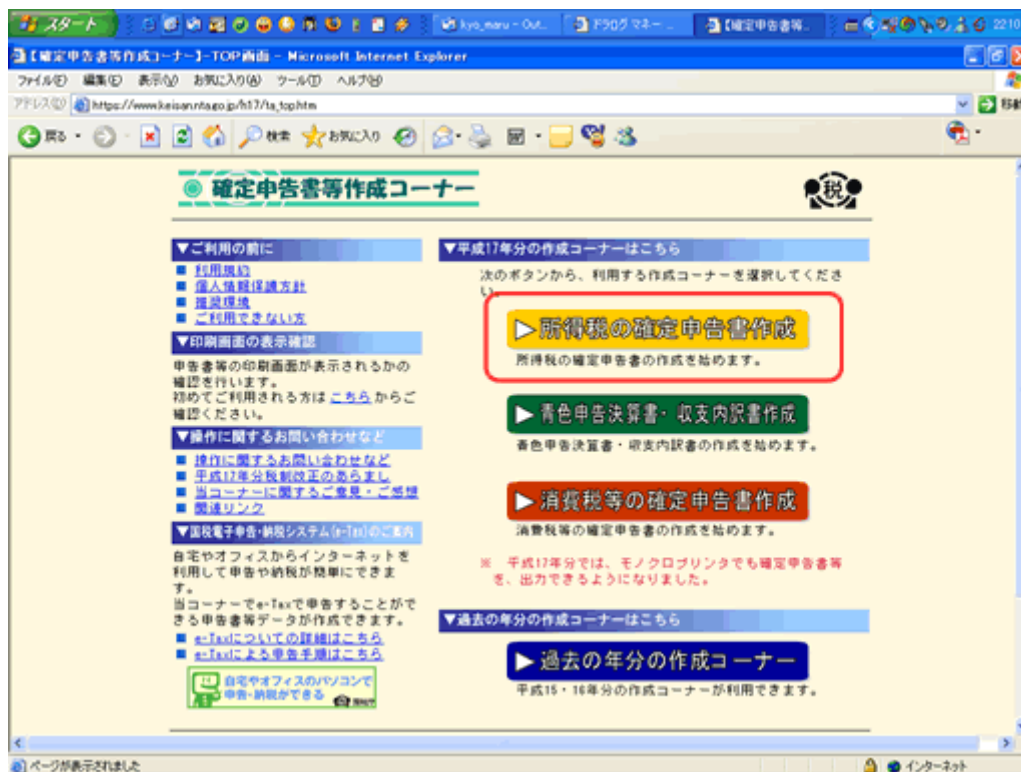 スタート
kyo_maru - Out...
ドラログ マネー ...
【確定申告書等...
2210
【確定申告書等作成コーナー】-TOP画面 - Microsoft Internet Explorer
ファイル(F) 編集(E) 表示(V) お気に入り(A) ツール(T) ヘルプ(H)
アドレス(D) https://www.keisan.nta.go.jp/h17/ta_top.htm
移動
戻る 検索 お気に入り
確定申告書等作成コーナー
税
▼ご利用の前に
利用規約
個人情報保護方針
推奨環境
ご利用できない方
▼印刷画面の表示確認
申告書等の印刷画面が表示されるかの
確認を行います。
初めてご利用される方は こちら からご
確認ください。
▼操作に関するお問い合わせなど
操作に関するお問い合わせなど
平成17年分税制改正のあらまし
当コーナーに関するご意見・ご感想
関連リンク
▼国税電子申告・納税システム(e-Tax)のご案内
自宅やオフィスからインターネットを
利用して申告や納税が簡単にできま
す。
当コーナーでe-Taxで申告することがで
きる申告書等データが作成できます。
e-Taxについての詳細はこちら
e-Taxによる申告手順はこちら
自宅やオフィスのパソコンで
申告・納税ができる
▼平成17年分の作成コーナーはこちら
次のボタンから、利用する作成コーナーを選択してくださ
い。
▷所得税の確定申告書作成
所得税の確定申告書の作成を始めます。
▶青色申告決算書・収支内訳書作成
青色申告決算書・収支内訳書の作成を始めます。
▶消費税等の確定申告書作成
消費税等の確定申告書の作成を始めます。
※ 平成17年分では、モノクロプリンタでも確定申告書等
を、出力できるようになりました。
▼過去の年分の作成コーナーはこちら
▶過去の年分の作成コーナー
平成15・16年分の作成コーナーが利用できます。
ページが表示されました
インターネット